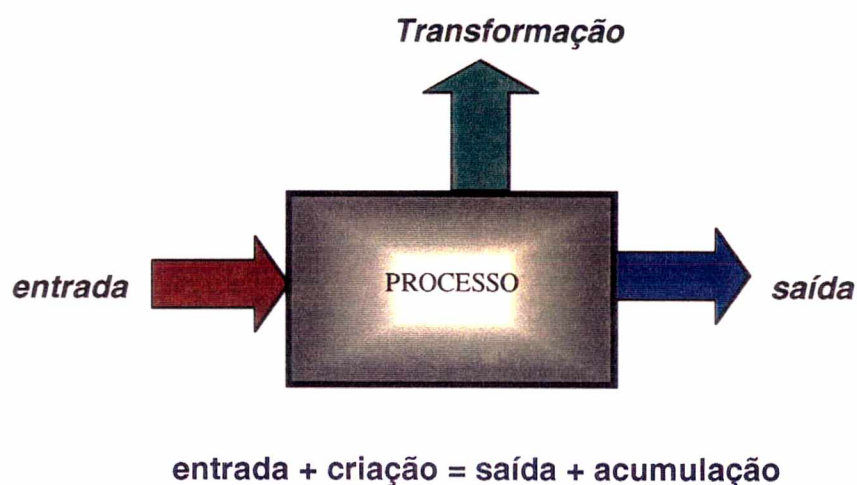 Transformação
entrada
PROCESSO
saída
entrada + criação = saída + acumulação